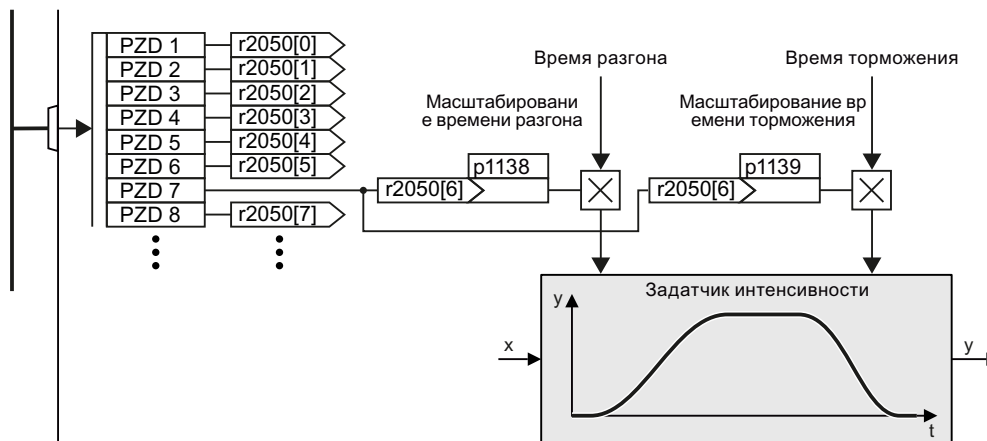 PZD 1 r2050[0]
PZD 2 r2050[1]
PZD 3 r2050[2]
PZD 4 r2050[3]
PZD 5 r2050[4]
PZD 6 r2050[5]
PZD 7
PZD 8 r2050[7]
Время разгона
Масштабировани
е времени разгона
p1138
r2050[6]
Время торможения
Масштабирование вр
емени торможения
p1139
r2050[6]
Задатчик интенсивности
y
t
x
y